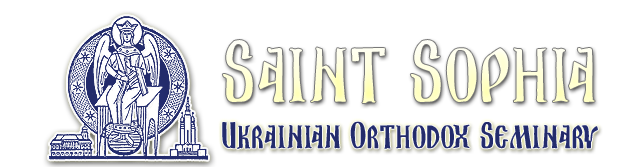 SAINT SOPHIA
UKRAINIAN ORTHODOX SEMINARY